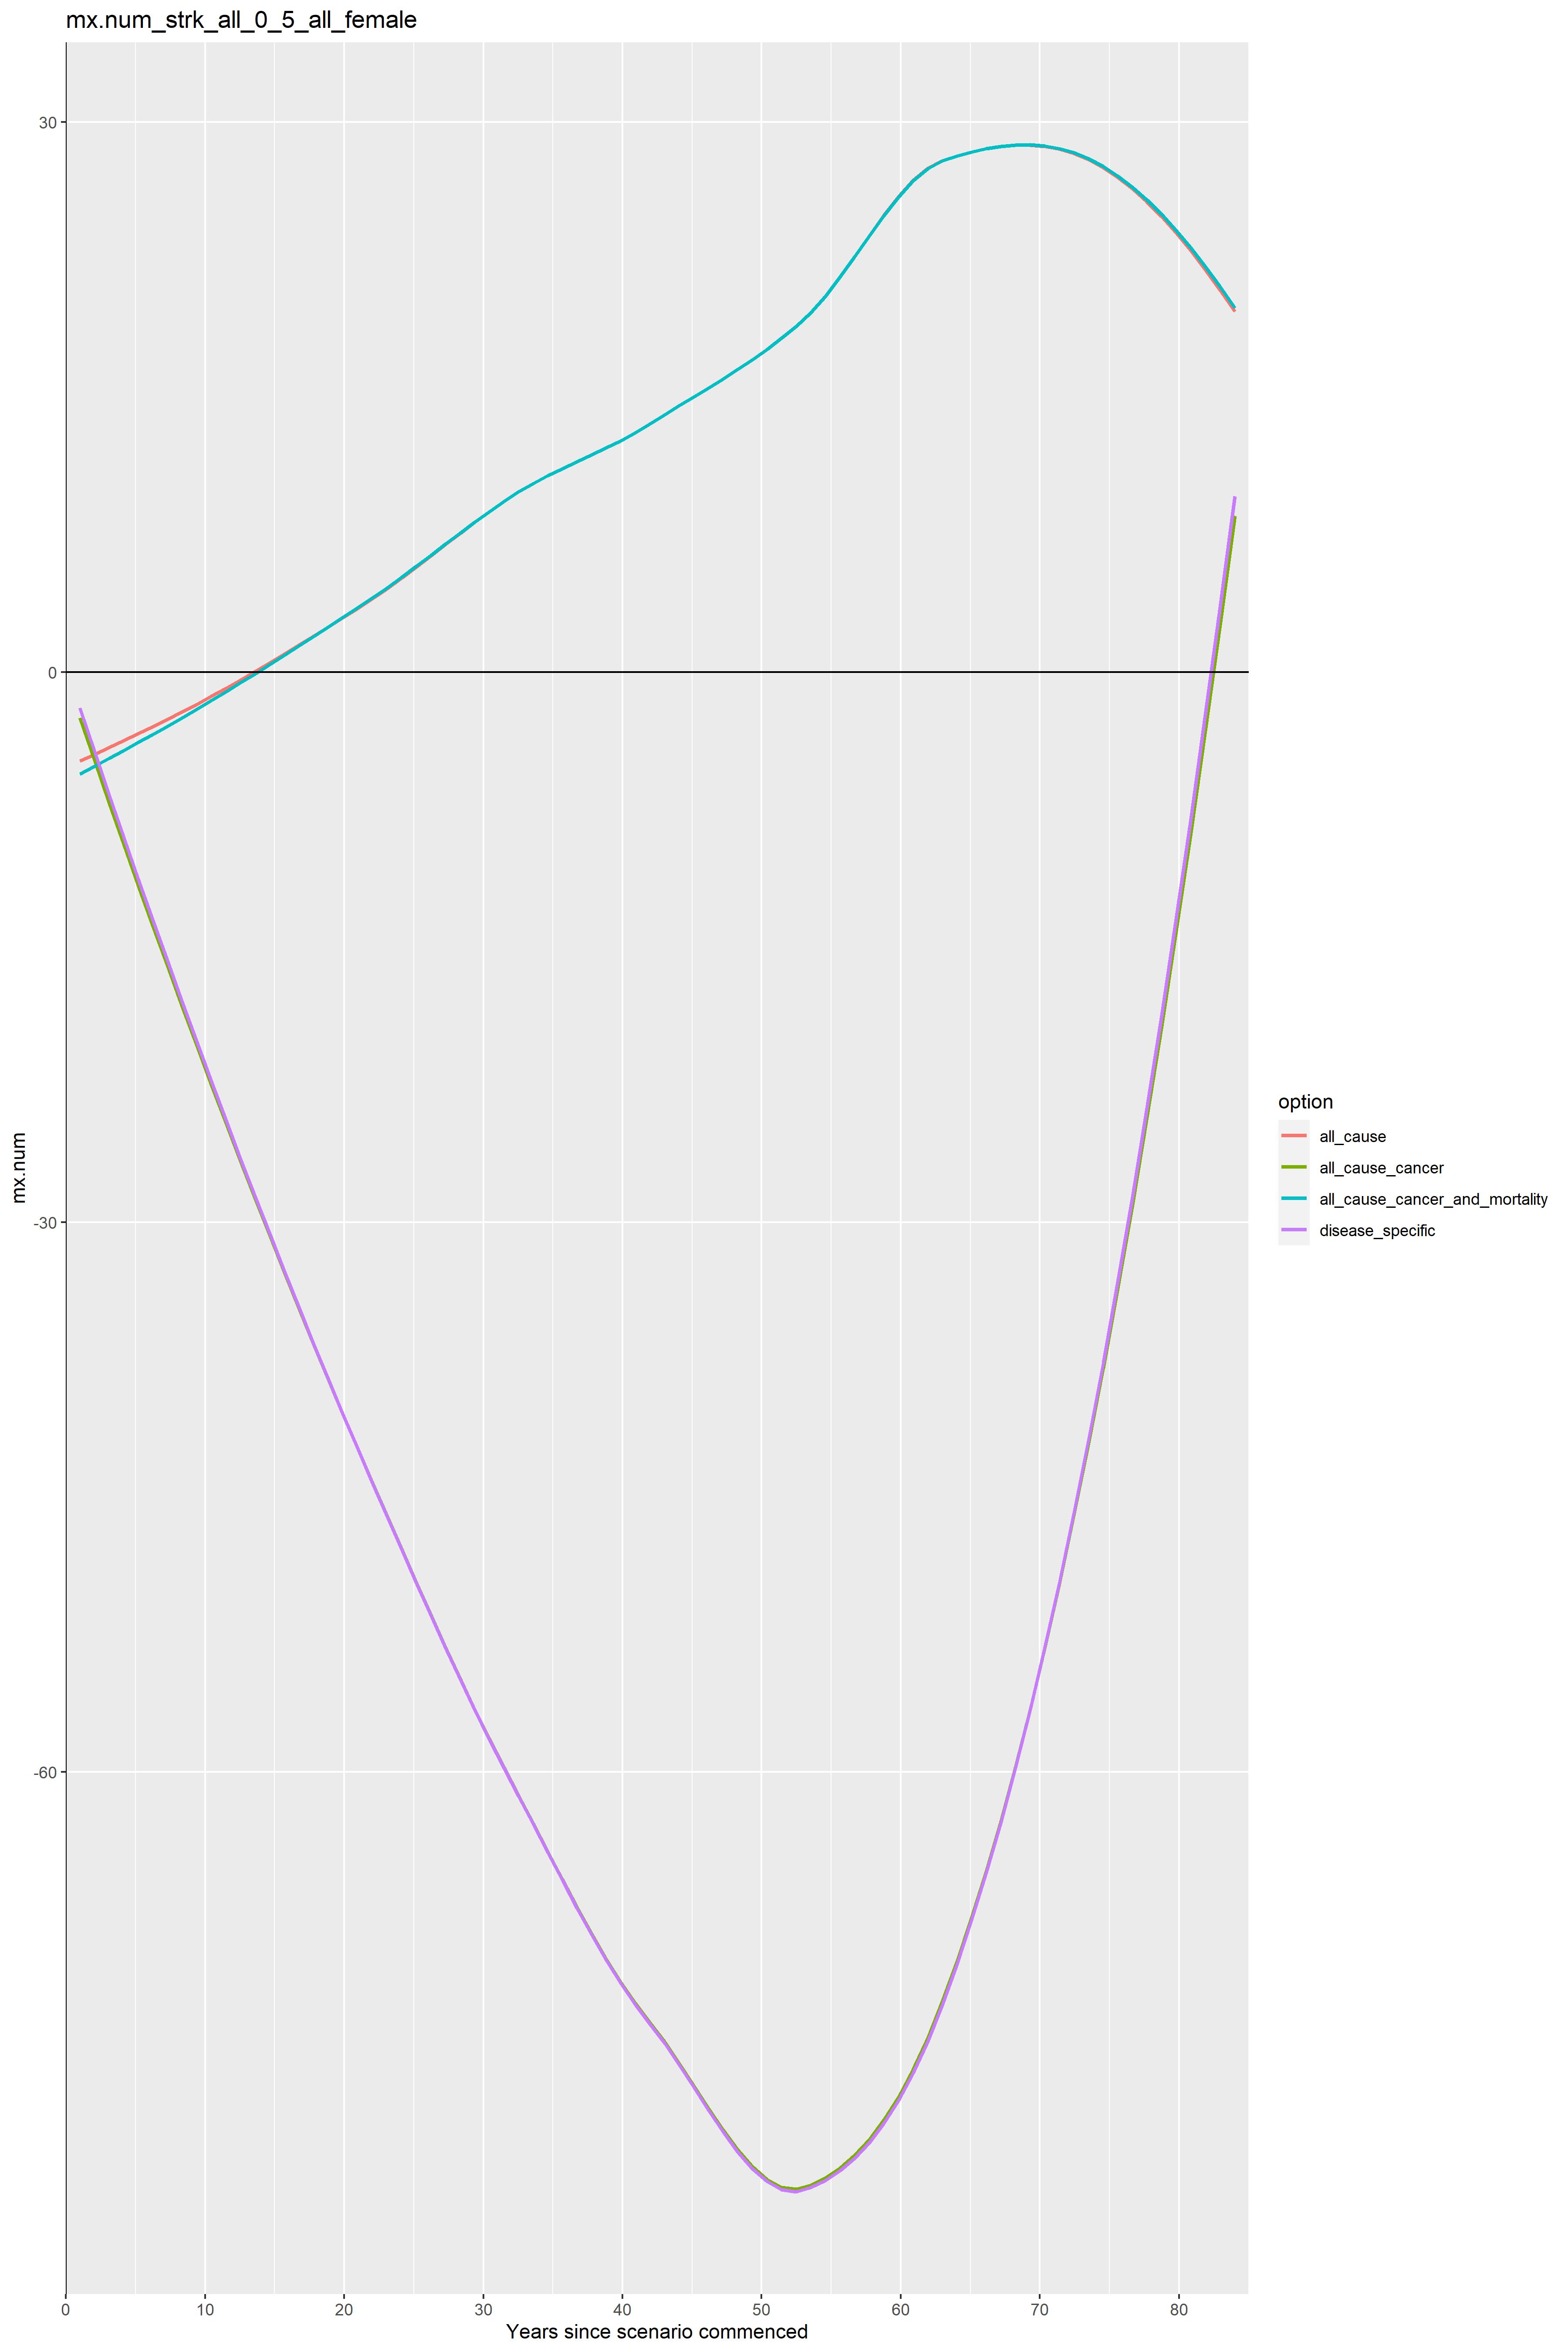 mx.num_strk_all_0_5_all_female
30
0
-30
-60
mx.num
0 10 20 30 40 50 60 70 80
Years since scenario commenced
option
all_cause
all_cause_cancer
all_cause_cancer_and_mortality
disease_specific